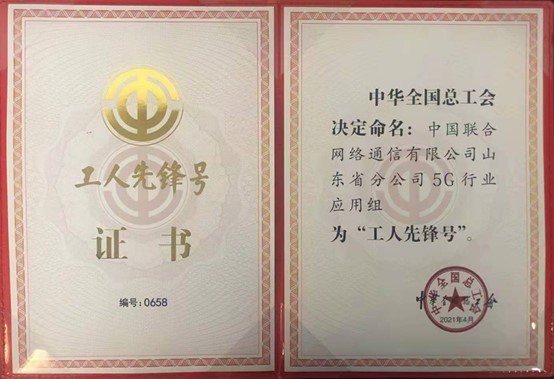 工人先锋号
证书
编号:0658
中华全国总工会
决定命名：中国联合
网络通信有限公司山
东省分公司5G行业
应用组
为“工人先锋号”。
中华全国总工会
2021年4月